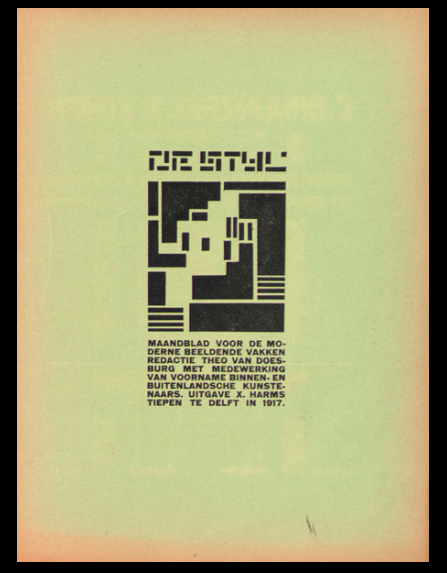 DE STYL
MAANDBLAD VOOR DE MO-
DERNE BEELDENDE VAKKEN
REDACTIE THEO VAN DOES-
BURG MET MEDEWERKING
VAN VOORNAME BINNEN- EN
BUITENLANDSCHE KUNSTE-
NAARS. UITGAVE X. HARMS
TIEPEN TE DELFT IN 1917.